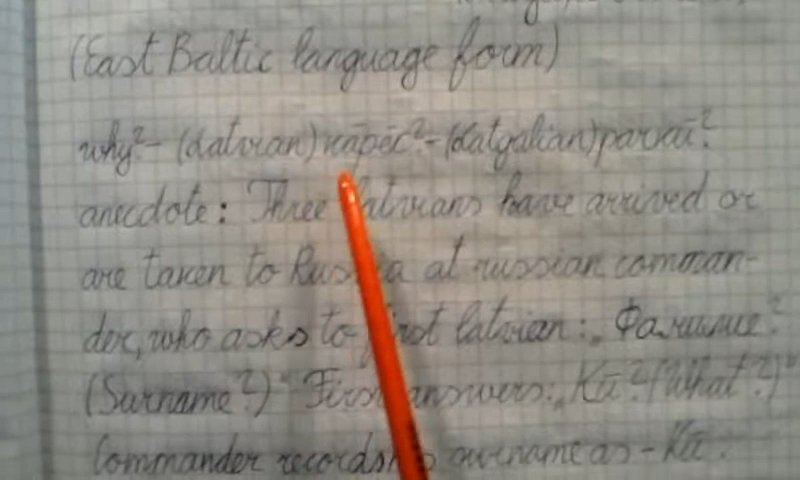 (East Baltic language form)
why? - (Latvian) kāpēc? - (Latgalian) parkū?
anecdote: Three latvians have arrived or
are taken to Russia at russian comman-
der, who asks to first latvian: „Фамилие?
(Surname?)" First answers: „Kū? (What?)"
Commander records surname as - Kū.